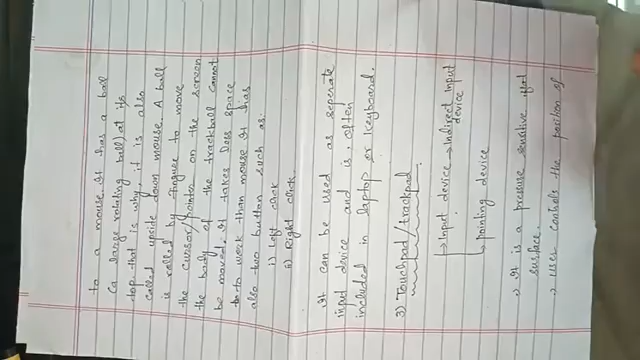 to a mouse. It has a ball
(a large rotating ball) at its
top that is why, it is also
called upside down mouse. A ball
is rolled by fingure to move
the cursor/pointer on the screen
the body of the trackball cannot
be moved. It takes less space
to work than mouse It has
also two button such as:
i) Left click
ii) Right click.
It can be used as seperate
input device and is often
included in laptop or keyboard.
3) Touchpad/trackpad
→ Input device → Indirect input
device
→ pointing device
→ It is a pressure sensitive flat
surface.
→ user controls the position of